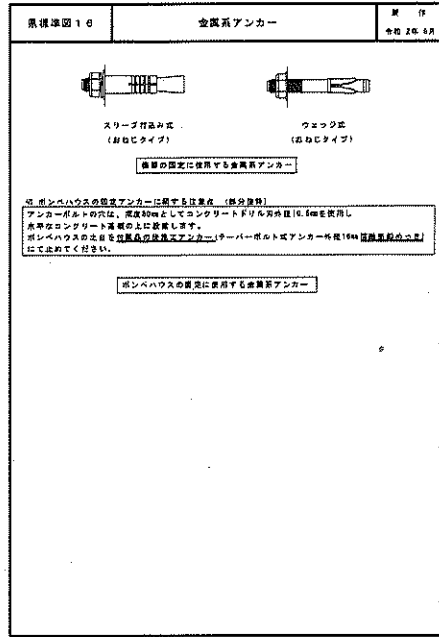 県標準図16
金属系アンカー
製 作
令和 2年 6月
スリーブ打込み式
(おねじタイプ)
ウェッジ式
(おねじタイプ)
機器の固定に使用する金属系アンカー
ボンベハウスの固定アンカーに関する注意点 (部分抜粋)
アンカーボルトの穴は、深度80mmとしてコンクリートドリル刃外径16.5mmを使用し
水平なコンクリート基礎の上に設置します。
ボンベハウスの土台を付属品の後施工アンカー(テーパーボルト式アンカー外径16mm溶融亜鉛めっき)
にて止めてください。
ボンベハウスの固定に使用する金属系アンカー